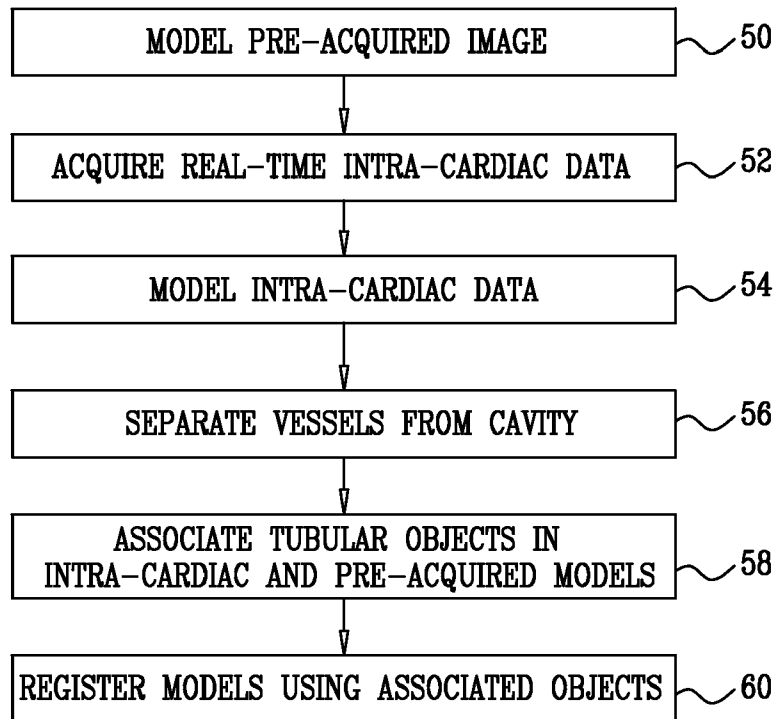 MODEL PRE-ACQUIRED IMAGE
50
ACQUIRE REAL-TIME INTRA-CARDIAC DATA
52
MODEL INTRA-CARDIAC DATA
54
SEPARATE VESSELS FROM CAVITY
56
ASSOCIATE TUBULAR OBJECTS IN
INTRA-CARDIAC AND PRE-ACQUIRED MODELS
58
REGISTER MODELS USING ASSOCIATED OBJECTS
60